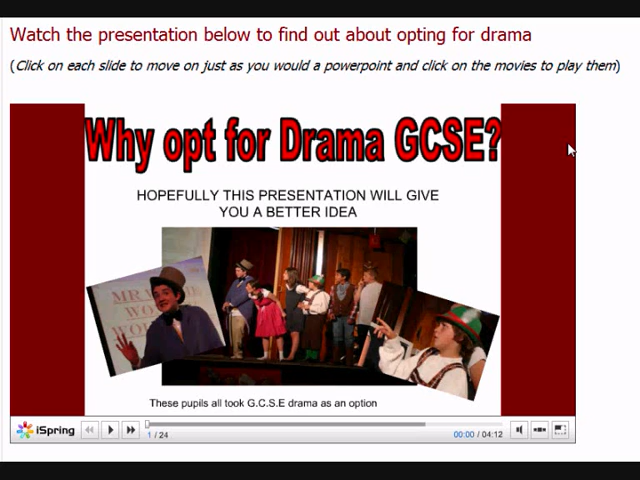 Watch the presentation below to find out about opting for drama
(Click on each slide to move on just as you would a powerpoint and click on the movies to play them)
Why opt for Drama GCSE?
HOPEFULLY THIS PRESENTATION WILL GIVE
YOU A BETTER IDEA
These pupils all took G.C.S.E drama as an option
iSpring
1 / 24
00:00 / 04:12